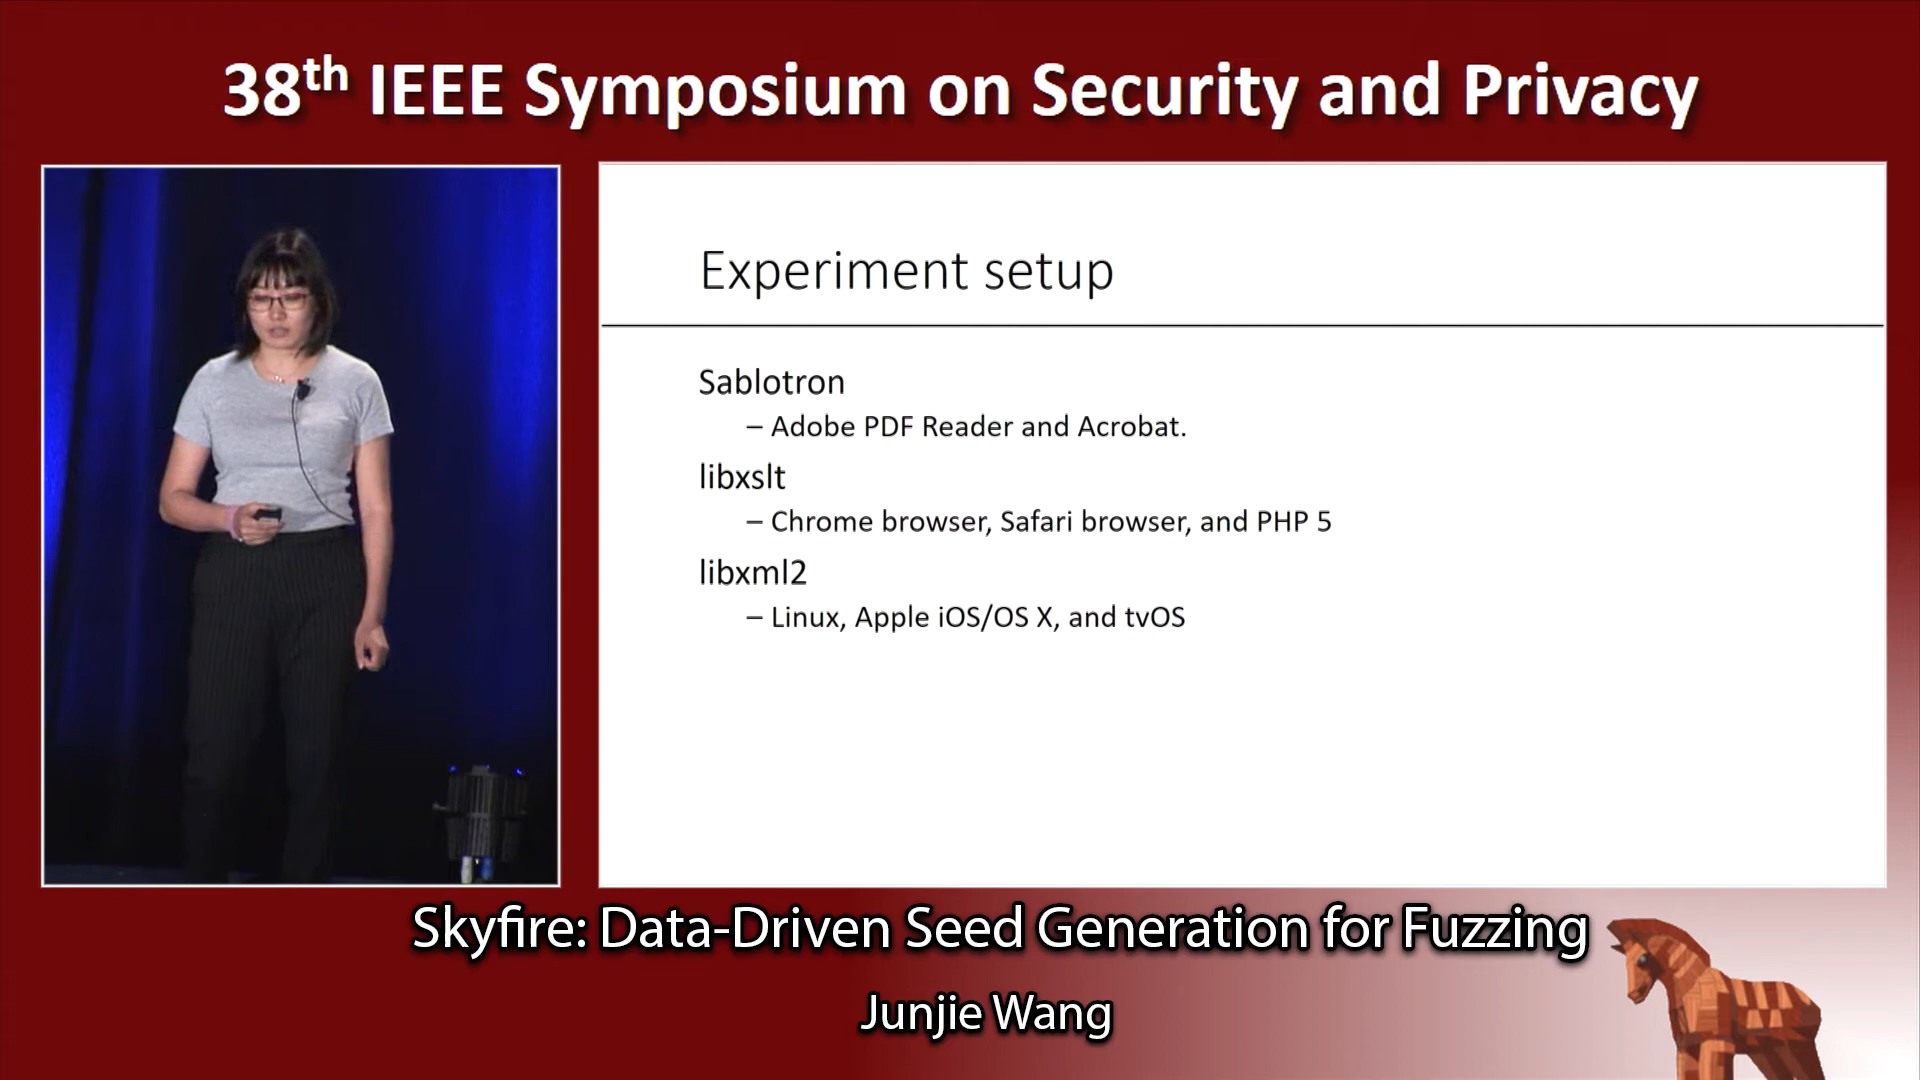 38th IEEE Symposium on Security and Privacy
Experiment setup
Sablotron
– Adobe PDF Reader and Acrobat.
libxslt
– Chrome browser, Safari browser, and PHP 5
libxml2
– Linux, Apple iOS/OS X, and tvOS
Skyfire: Data-Driven Seed Generation for Fuzzing
Junjie Wang